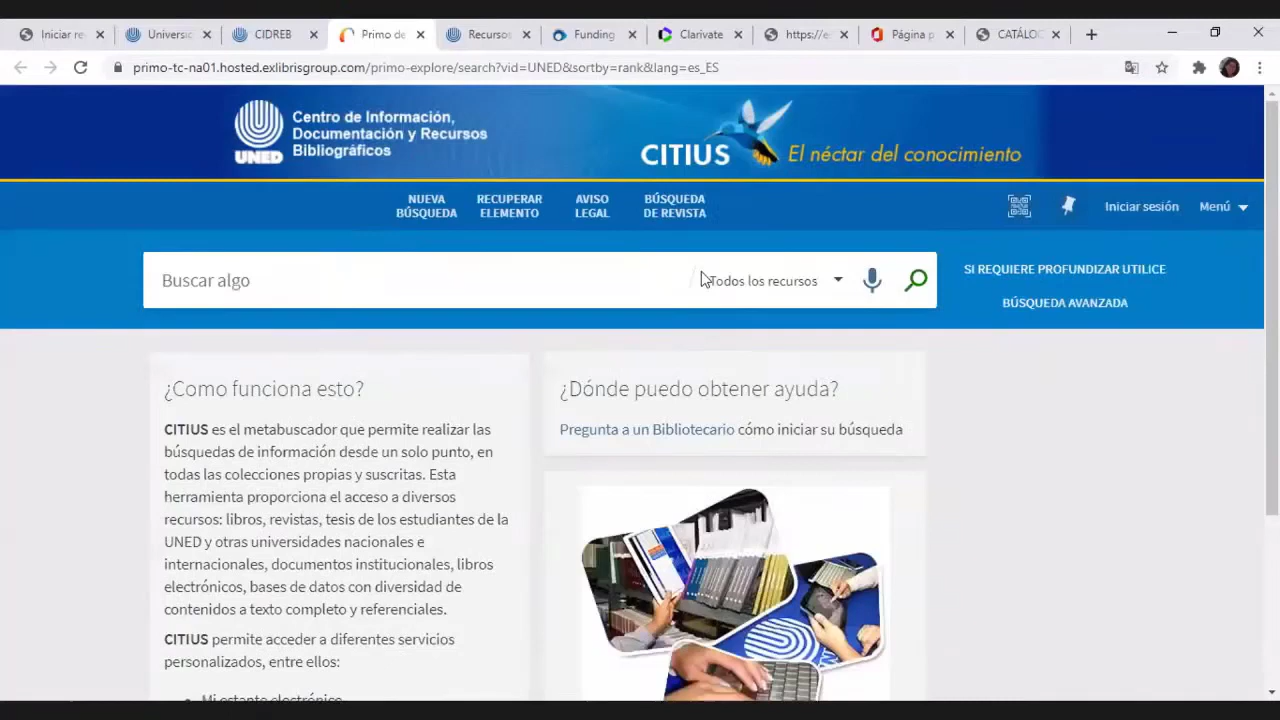 Iniciar re
Universi
CIDREB
Primo de
Recursos
Funding
Clarivate
https://e
Página p
CATÁLOG
primo-tc-na01.hosted.exlibrisgroup.com/primo-explore/search?vid=UNED&sortby=rank&lang=es_ES
UNED
Centro de Información,
Documentación y Recursos
Bibliográficos
CITIUS El néctar del conocimiento
NUEVA
BÚSQUEDA
RECUPERAR
ELEMENTO
AVISO
LEGAL
BÚSQUEDA
DE REVISTA
Iniciar sesión
Menú
Buscar algo
Todos los recursos
SI REQUIERE PROFUNDIZAR UTILICE
BÚSQUEDA AVANZADA
¿Como funciona esto?
CITIUS es el metabuscador que permite realizar las
búsquedas de información desde un solo punto, en
todas las colecciones propias y suscritas. Esta
herramienta proporciona el acceso a diversos
recursos: libros, revistas, tesis de los estudiantes de la
UNED y otras universidades nacionales e
internacionales, documentos institucionales, libros
electrónicos, bases de datos con diversidad de
contenidos a texto completo y referenciales.
CITIUS permite acceder a diferentes servicios
personalizados, entre ellos:
Mi estante electrónico
¿Dónde puedo obtener ayuda?
Pregunta a un Bibliotecario cómo iniciar su búsqueda